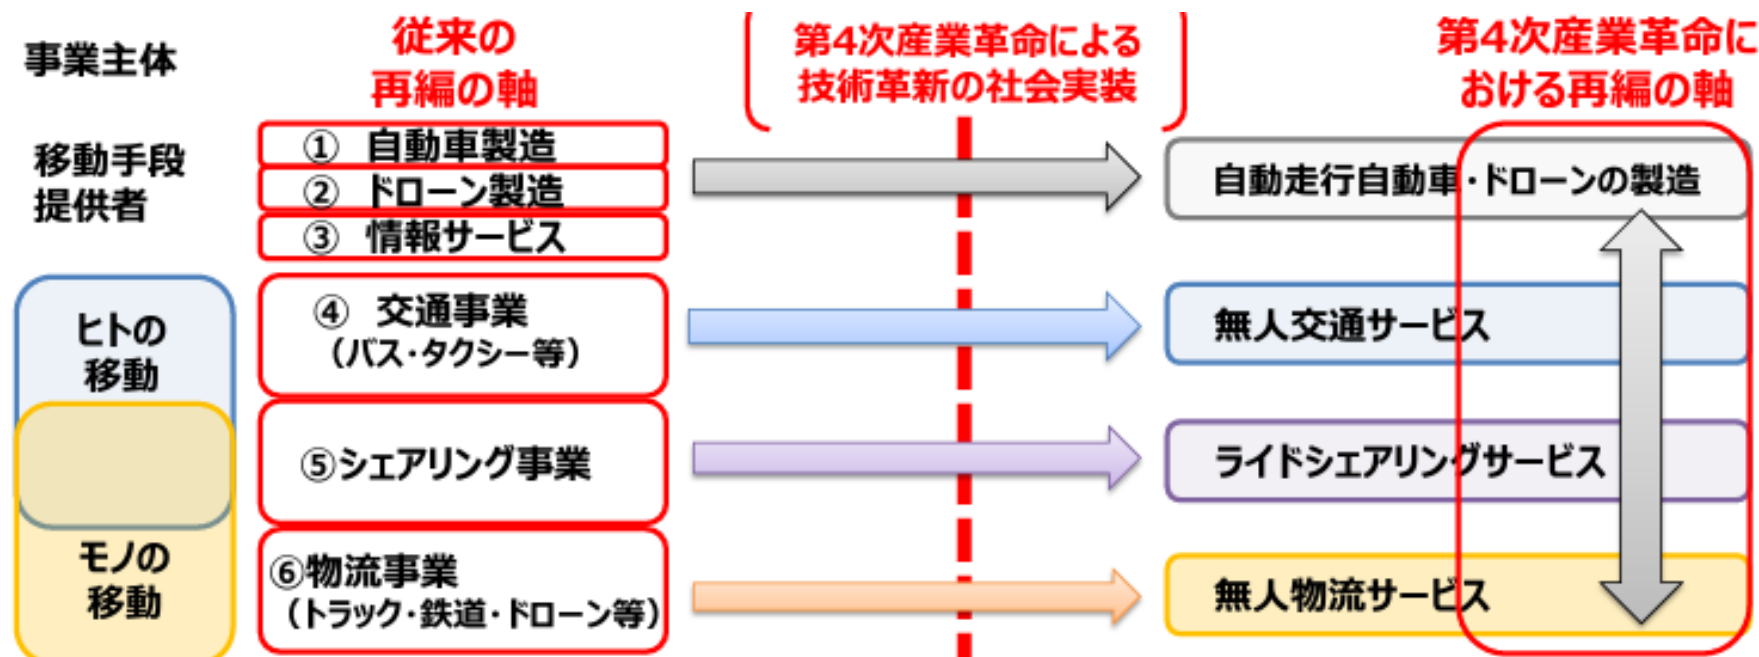 事業主体
従来の
再編の軸
第4次産業革命による
技術革新の社会実装
第4次産業革命に
おける再編の軸
移動手段
提供者
① 自動車製造
② ドローン製造
③ 情報サービス
自動走行自動車・ドローンの製造
ヒトの
移動
④ 交通事業
（バス・タクシー等）
無人交通サービス
⑤シェアリング事業
ライドシェアリングサービス
モノの
移動
⑥物流事業
（トラック・鉄道・ドローン等）
無人物流サービス